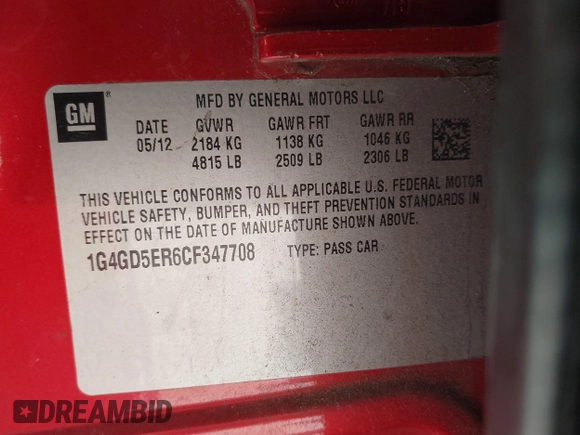 GM ®
MFD BY GENERAL MOTORS LLC
DATE GVWR GAWR FRT GAWR RR
05/12 2184 KG 1138 KG 1046 KG
4815 LB 2509 LB 2306 LB
THIS VEHICLE CONFORMS TO ALL APPLICABLE U.S. FEDERAL MOTOR
VEHICLE SAFETY, BUMPER, AND THEFT PREVENTION STANDARDS IN
EFFECT ON THE DATE OF MANUFACTURE SHOWN ABOVE.
1G4GD5ER6CF347708 TYPE: PASS CAR
DREAMBID